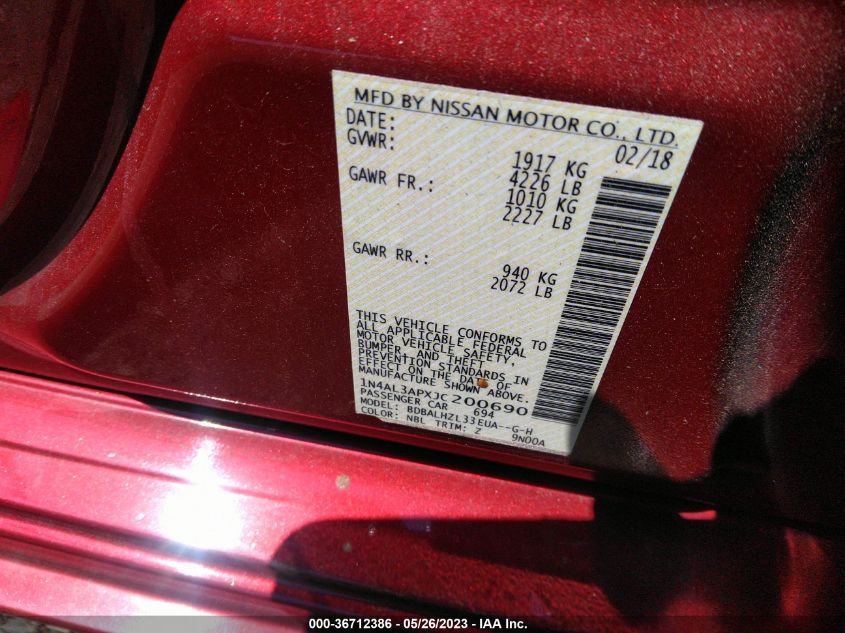 MFD BY NISSAN MOTOR CO., LTD.
DATE: 02/18
GVWR: 1917 KG
4226 LB
GAWR FR.: 1010 KG
2227 LB
GAWR RR.: 940 KG
2072 LB
THIS VEHICLE CONFORMS TO
ALL APPLICABLE FEDERAL
MOTOR VEHICLE SAFETY,
BUMPER, AND THEFT
PREVENTION STANDARDS IN
EFFECT ON THE DATE OF
MANUFACTURE SHOWN ABOVE.
1N4AL3APXJC200690
PASSENGER CAR 694
MODEL: BDBALHZL33EUA--G-H
COLOR: NBL TRIM: Z 9N00A
000-36712386 - 05/26/2023 - IAA Inc.